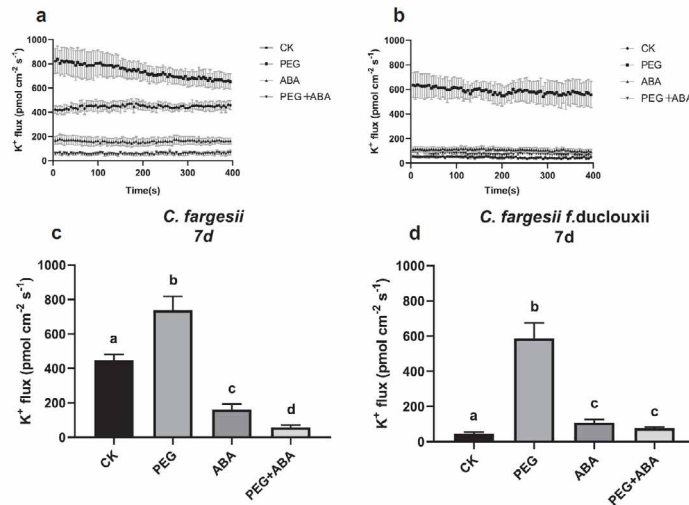 a
K⁺ flux (pmol cm⁻² s⁻¹)
1000
800
600
400
200
0
0
100
200
300
400
Time(s)
CK
PEG
ABA
PEG+ABA
b
K⁺ flux (pmol cm⁻² s⁻¹)
1000
800
600
400
200
0
0
100
200
300
400
Time(s)
CK
PEG
ABA
PEG+ABA
c
C. fargesii
7d
K⁺ flux (pmol cm⁻² s⁻¹)
1000
800
600
400
200
0
a
b
c
d
CK
PEG
ABA
PEG+ABA
d
C. fargesii f.duclouxii
7d
K⁺ flux (pmol cm⁻² s⁻¹)
1000
800
600
400
200
0
a
b
c
c
CK
PEG
ABA
PEG+ABA